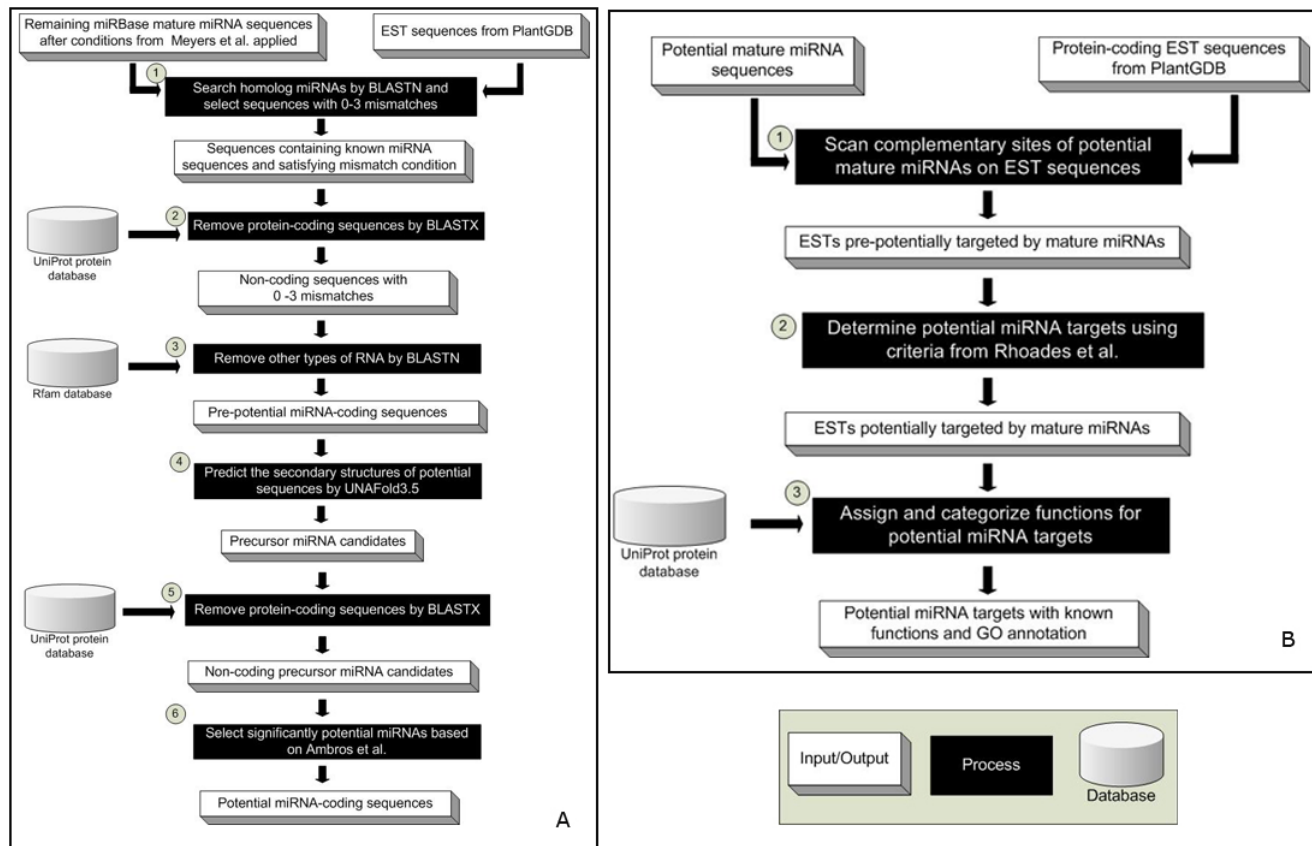 Remaining miRBase mature miRNA sequences
after conditions from Meyers et al. applied
EST sequences from PlantGDB
1
Search homolog miRNAs by BLASTN and
select sequences with 0-3 mismatches
Sequences containing known miRNA
sequences and satisfying mismatch condition
2
Remove protein-coding sequences by BLASTX
UniProt protein
database
Non-coding sequences with
0 -3 mismatches
3
Remove other types of RNA by BLASTN
Rfam database
Pre-potential miRNA-coding sequences
4
Predict the secondary structures of potential
sequences by UNAFold3.5
Precursor miRNA candidates
5
Remove protein-coding sequences by BLASTX
UniProt protein
database
Non-coding precursor miRNA candidates
6
Select significantly potential miRNAs based
on Ambros et al.
Potential miRNA-coding sequences
A
Potential mature miRNA
sequences
Protein-coding EST sequences
from PlantGDB
1
Scan complementary sites of potential
mature miRNAs on EST sequences
ESTs pre-potentially targeted by mature miRNAs
2
Determine potential miRNA targets using
criteria from Rhoades et al.
ESTs potentially targeted by mature miRNAs
3
Assign and categorize functions for
potential miRNA targets
UniProt protein
database
Potential miRNA targets with known
functions and GO annotation
B
Input/Output
Process
Database